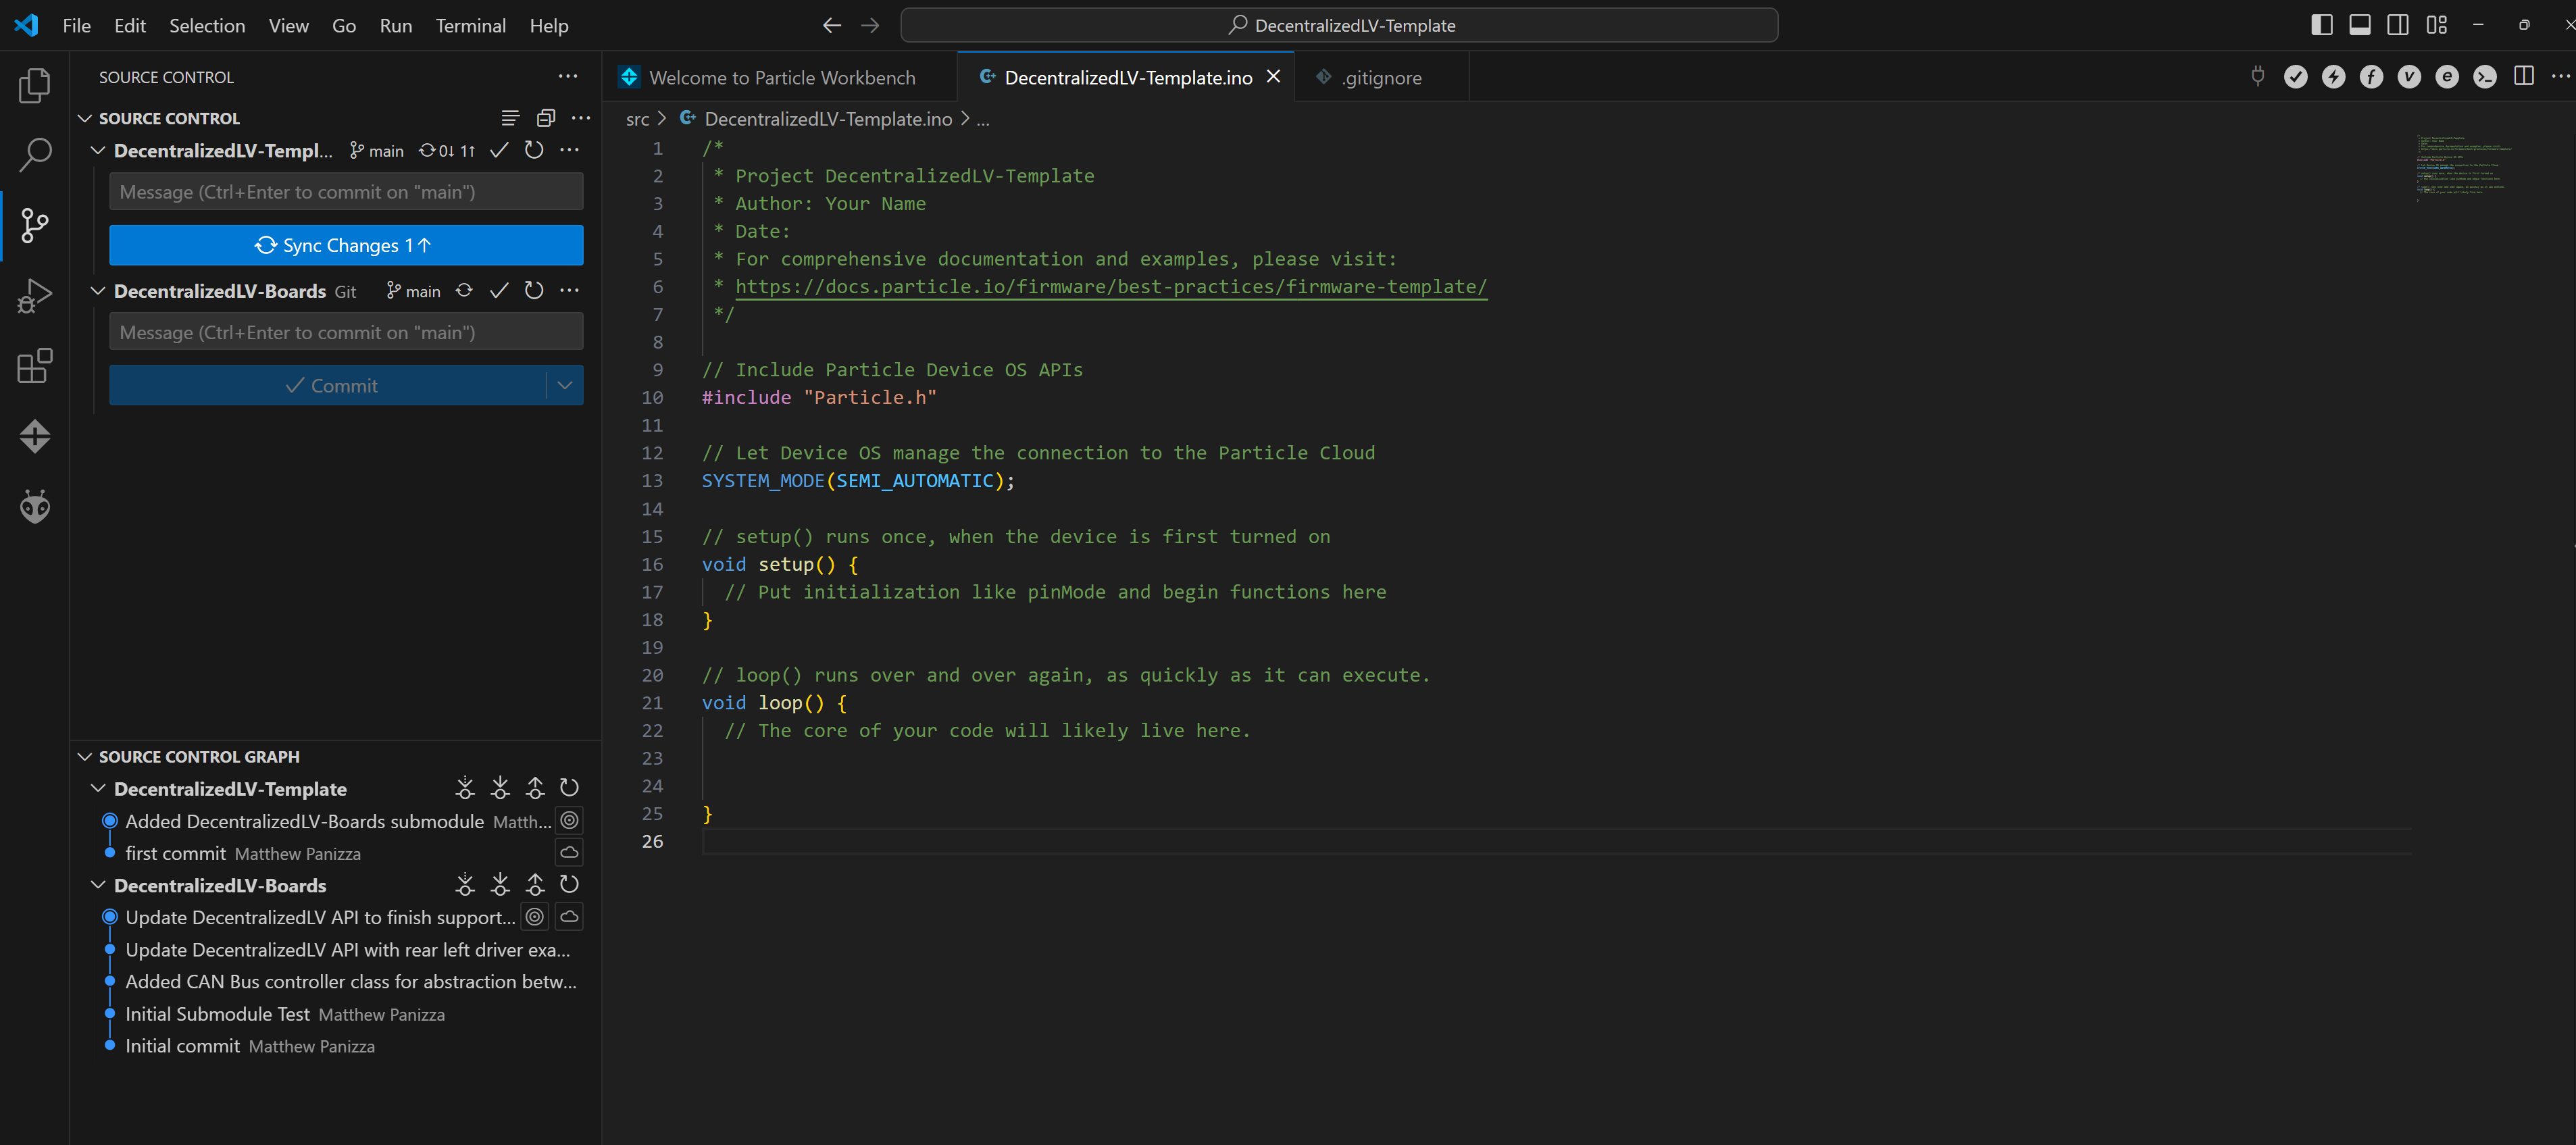 File Edit Selection View Go Run Terminal Help
DecentralizedLV-Template
SOURCE CONTROL
SOURCE CONTROL
DecentralizedLV-Templ... main 0↓ 1↑
Message (Ctrl+Enter to commit on "main")
Sync Changes 1↑
DecentralizedLV-Boards Git main
Message (Ctrl+Enter to commit on "main")
Commit
SOURCE CONTROL GRAPH
DecentralizedLV-Template
Added DecentralizedLV-Boards submodule Matth...
first commit Matthew Panizza
DecentralizedLV-Boards
Update DecentralizedLV API to finish support...
Update DecentralizedLV API with rear left driver exa...
Added CAN Bus controller class for abstraction betw...
Initial Submodule Test Matthew Panizza
Initial commit Matthew Panizza
Welcome to Particle Workbench DecentralizedLV-Template.ino .gitignore
src > DecentralizedLV-Template.ino > ...
1 /*
2 * Project DecentralizedLV-Template
3 * Author: Your Name
4 * Date:
5 * For comprehensive documentation and examples, please visit:
6 * https://docs.particle.io/firmware/best-practices/firmware-template/
7 */
8
9 // Include Particle Device OS APIs
10 #include "Particle.h"
11
12 // Let Device OS manage the connection to the Particle Cloud
13 SYSTEM_MODE(SEMI_AUTOMATIC);
14
15 // setup() runs once, when the device is first turned on
16 void setup() {
17 // Put initialization like pinMode and begin functions here
18 }
19
20 // loop() runs over and over again, as quickly as it can execute.
21 void loop() {
22 // The core of your code will likely live here.
23
24
25 }
26